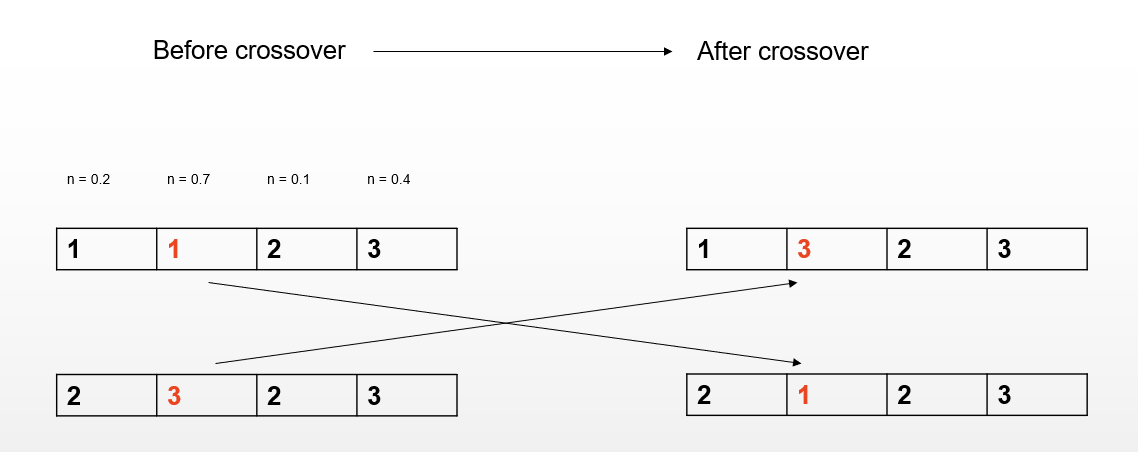 Before crossover After crossover
n = 0.2 n = 0.7 n = 0.1 n = 0.4
1 1 2 3 1 3 2 3
2 3 2 3 2 1 2 3